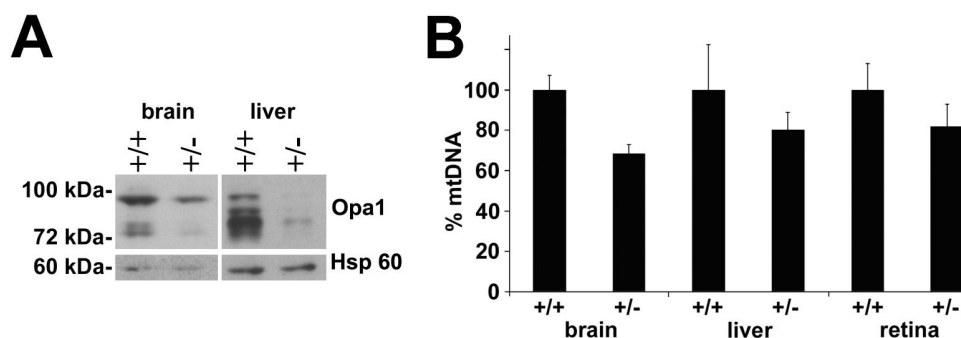 A
brain liver
+/+ +/- +/+ +/-
100 kDa-
Opa1
72 kDa-
60 kDa-
Hsp 60
B
% mtDNA
100
80
60
40
20
0
+/+ +/- +/+ +/- +/+ +/-
brain liver retina